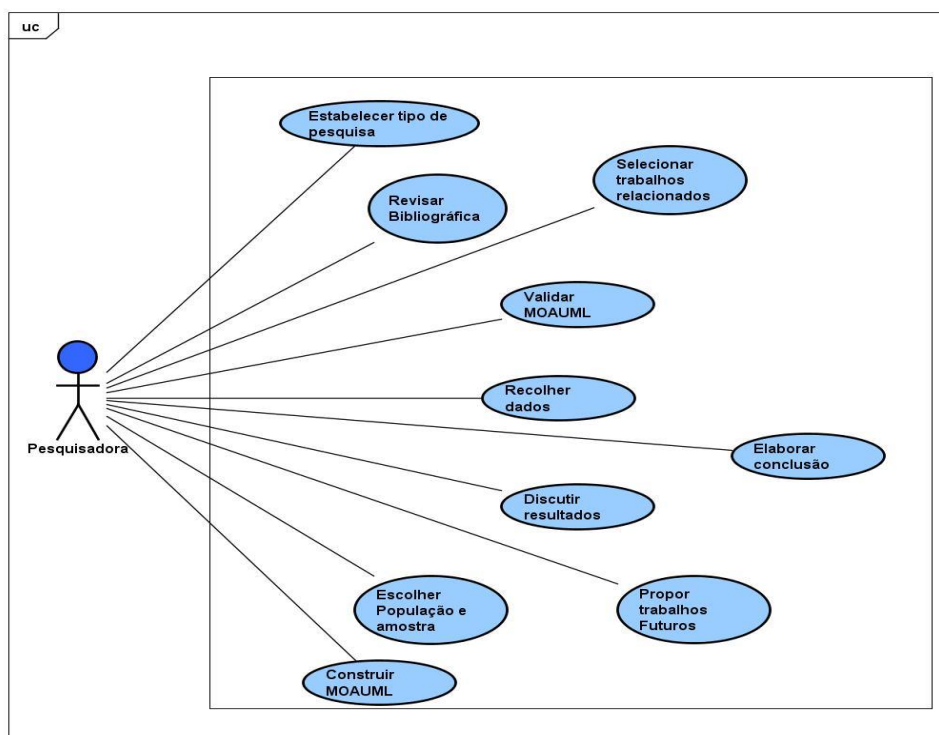 uc
Estabelecer tipo de
pesquisa
Selecionar
trabalhos
relacionados
Revisar
Bibliográfica
Validar
MOAUML
Recolher
dados
Pesquisadora
Elaborar
conclusão
Discutir
resultados
Escolher
População e
amostra
Propor
trabalhos
Futuros
Construir
MOAUML